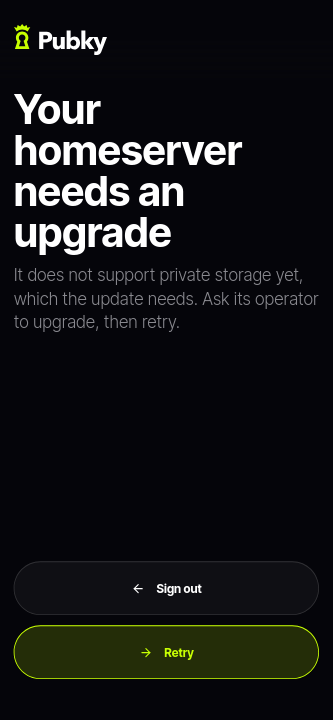 Pubky
Your
homeserver
needs an
upgrade
It does not support private storage yet,
which the update needs. Ask its operator
to upgrade, then retry.
Sign out
Retry